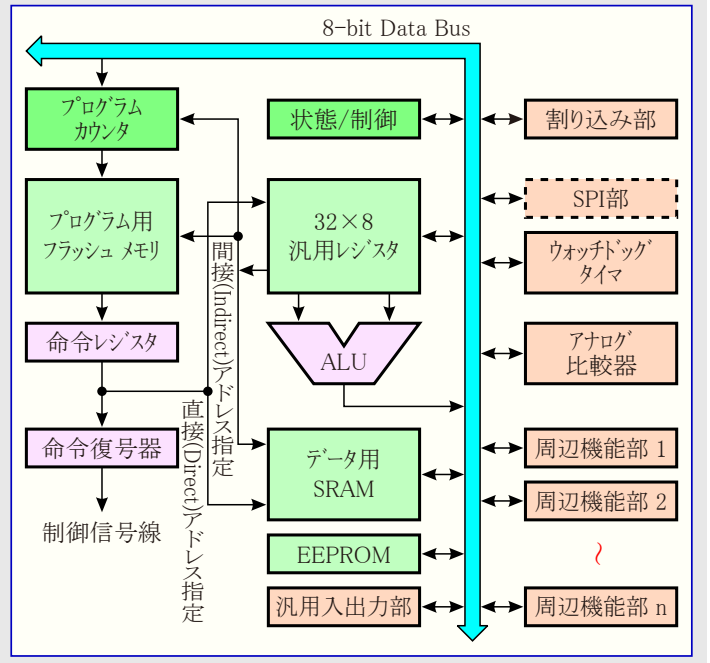 8-bit Data Bus
プログラム
カウンタ
状態/制御
割り込み部
プログラム用
フラッシュ メモリ
32×8
汎用レジスタ
SPI部
ウォッチドッグ
タイマ
間接(Indirect)アドレス指定
命令レジスタ
ALU
アナログ
比較器
直接(Direct)アドレス指定
命令復号器
データ用
SRAM
周辺機能部 1
周辺機能部 2
制御信号線
EEPROM
～
汎用入出力部
周辺機能部 n